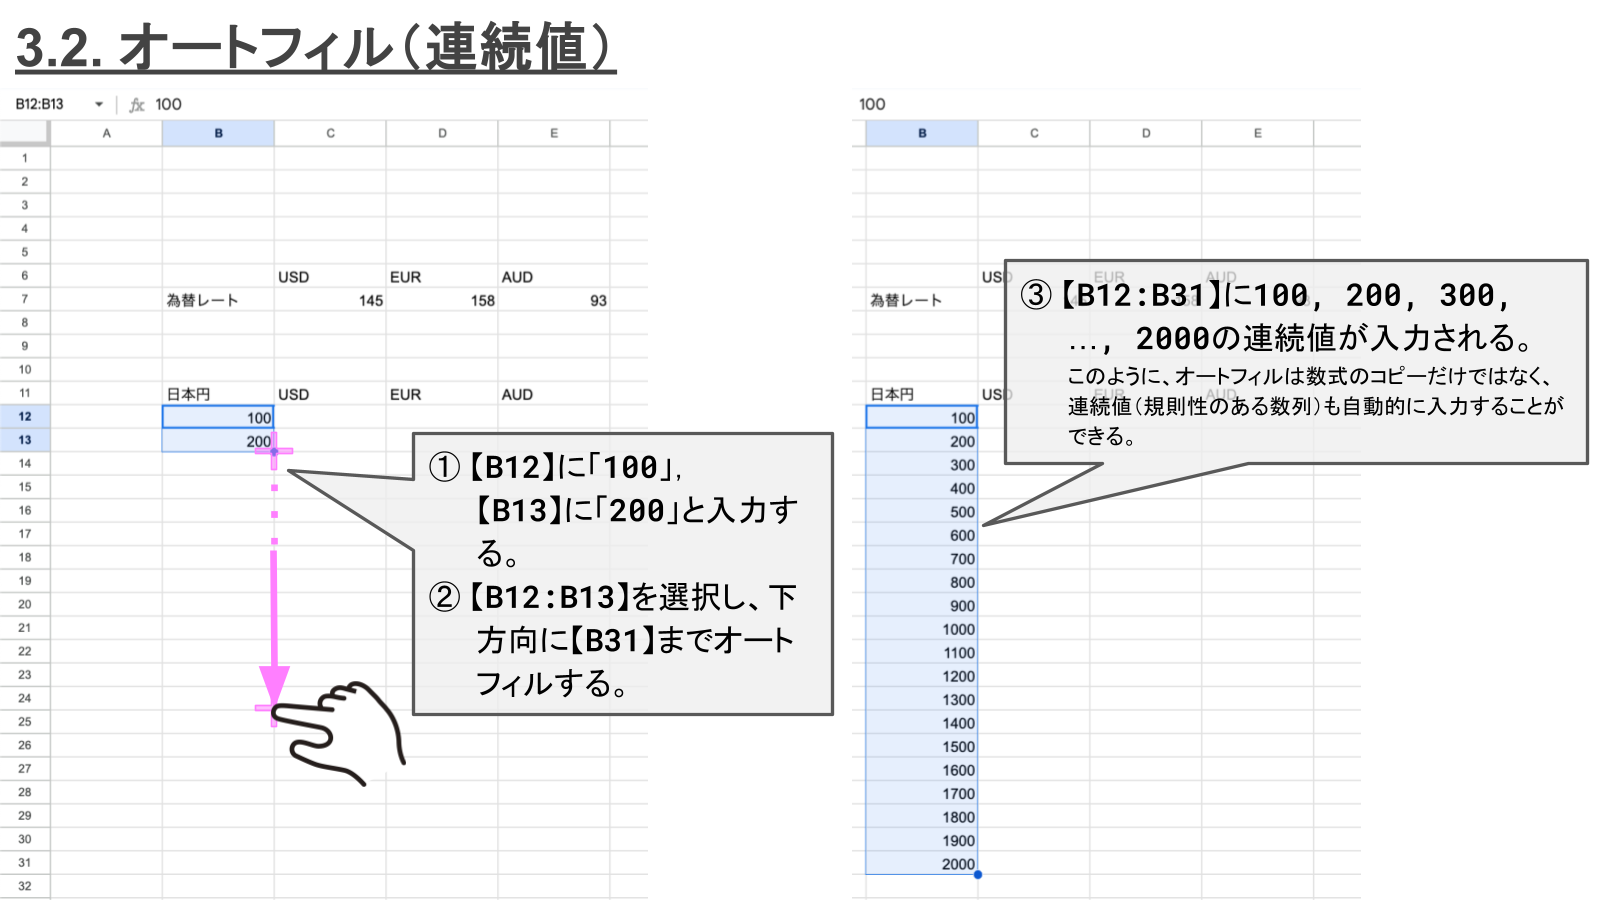 3.2. オートフィル（連続値）
B12:B13 fx 100
A B C D E
1
2
3
4
5
6 USD EUR AUD
7 為替レート 145 158 93
8
9
10
11 日本円 USD EUR AUD
12 100
13 200
14
15
16
17
18
19
20
21
22
23
24
25
26
27
28
29
30
31
32
①【B12】に「100」,
【B13】に「200」と入力す
る。
②【B12:B13】を選択し、下
方向に【B31】までオート
フィルする。
100
B C D E
USD EUR AUD
為替レート
日本円 USD EUR AUD
100
200
300
400
500
600
700
800
900
1000
1100
1200
1300
1400
1500
1600
1700
1800
1900
2000
③【B12:B31】に100, 200, 300,
..., 2000の連続値が入力される。
このように、オートフィルは数式のコピーだけではなく、
連続値（規則性のある数列）も自動的に入力することが
できる。